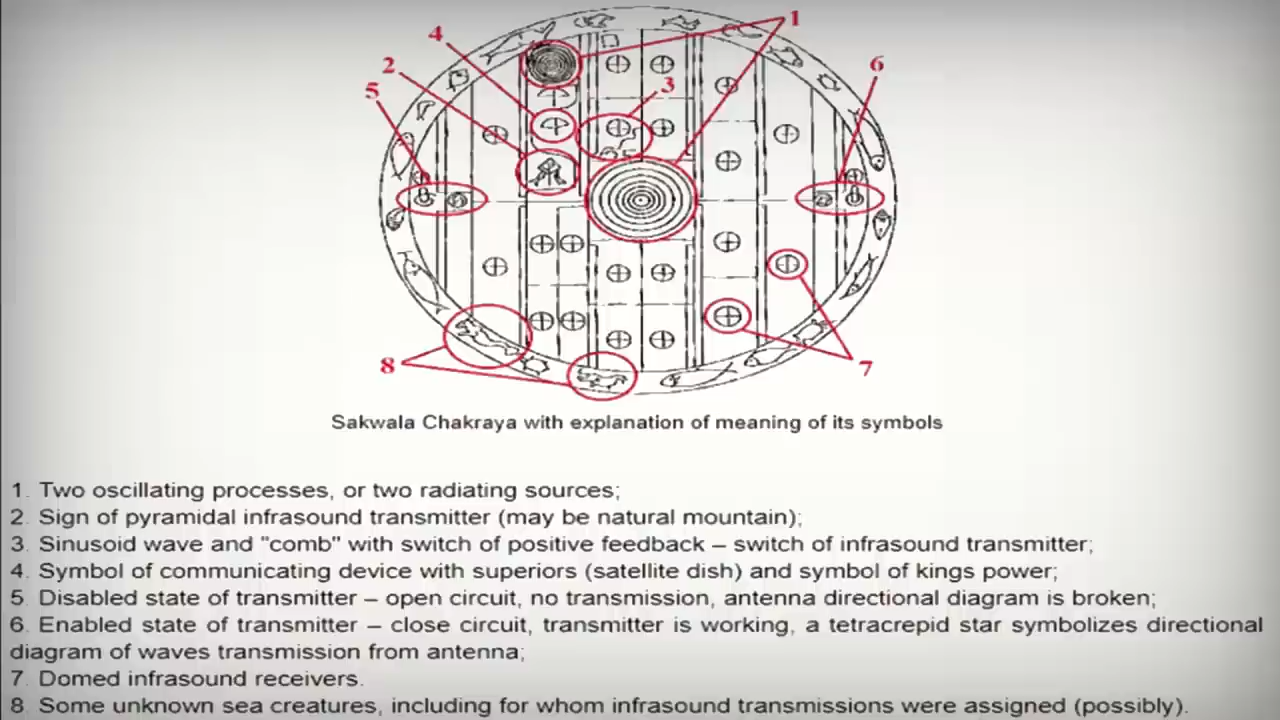 1
4
2
3
6
5
8
7
Sakwala Chakraya with explanation of meaning of its symbols
1. Two oscillating processes, or two radiating sources;
2. Sign of pyramidal infrasound transmitter (may be natural mountain);
3. Sinusoid wave and "comb" with switch of positive feedback – switch of infrasound transmitter;
4. Symbol of communicating device with superiors (satellite dish) and symbol of kings power;
5. Disabled state of transmitter – open circuit, no transmission, antenna directional diagram is broken;
6. Enabled state of transmitter – close circuit, transmitter is working, a tetracrepid star symbolizes directional
diagram of waves transmission from antenna;
7. Domed infrasound receivers.
8. Some unknown sea creatures, including for whom infrasound transmissions were assigned (possibly).